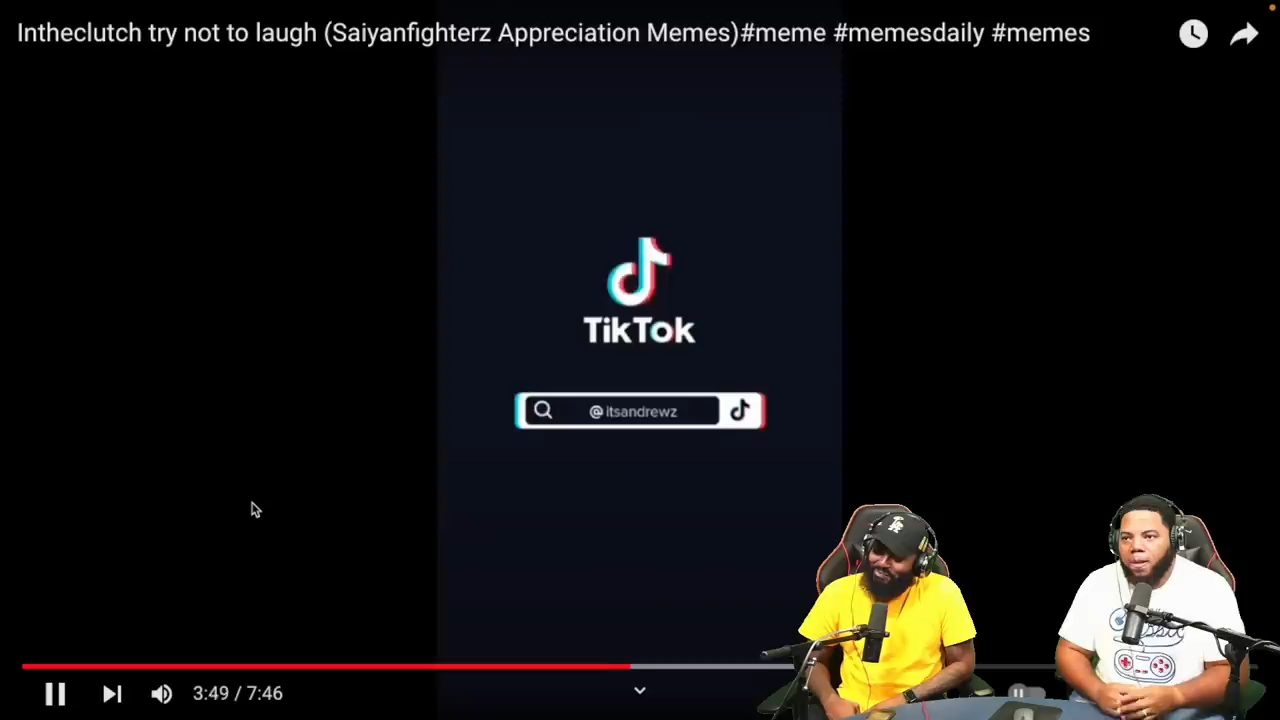 Intheclutch try not to laugh (Saiyanfighterz Appreciation Memes)#meme #memesdaily #memes
TikTok
@itsandrewz
3:49 / 7:46